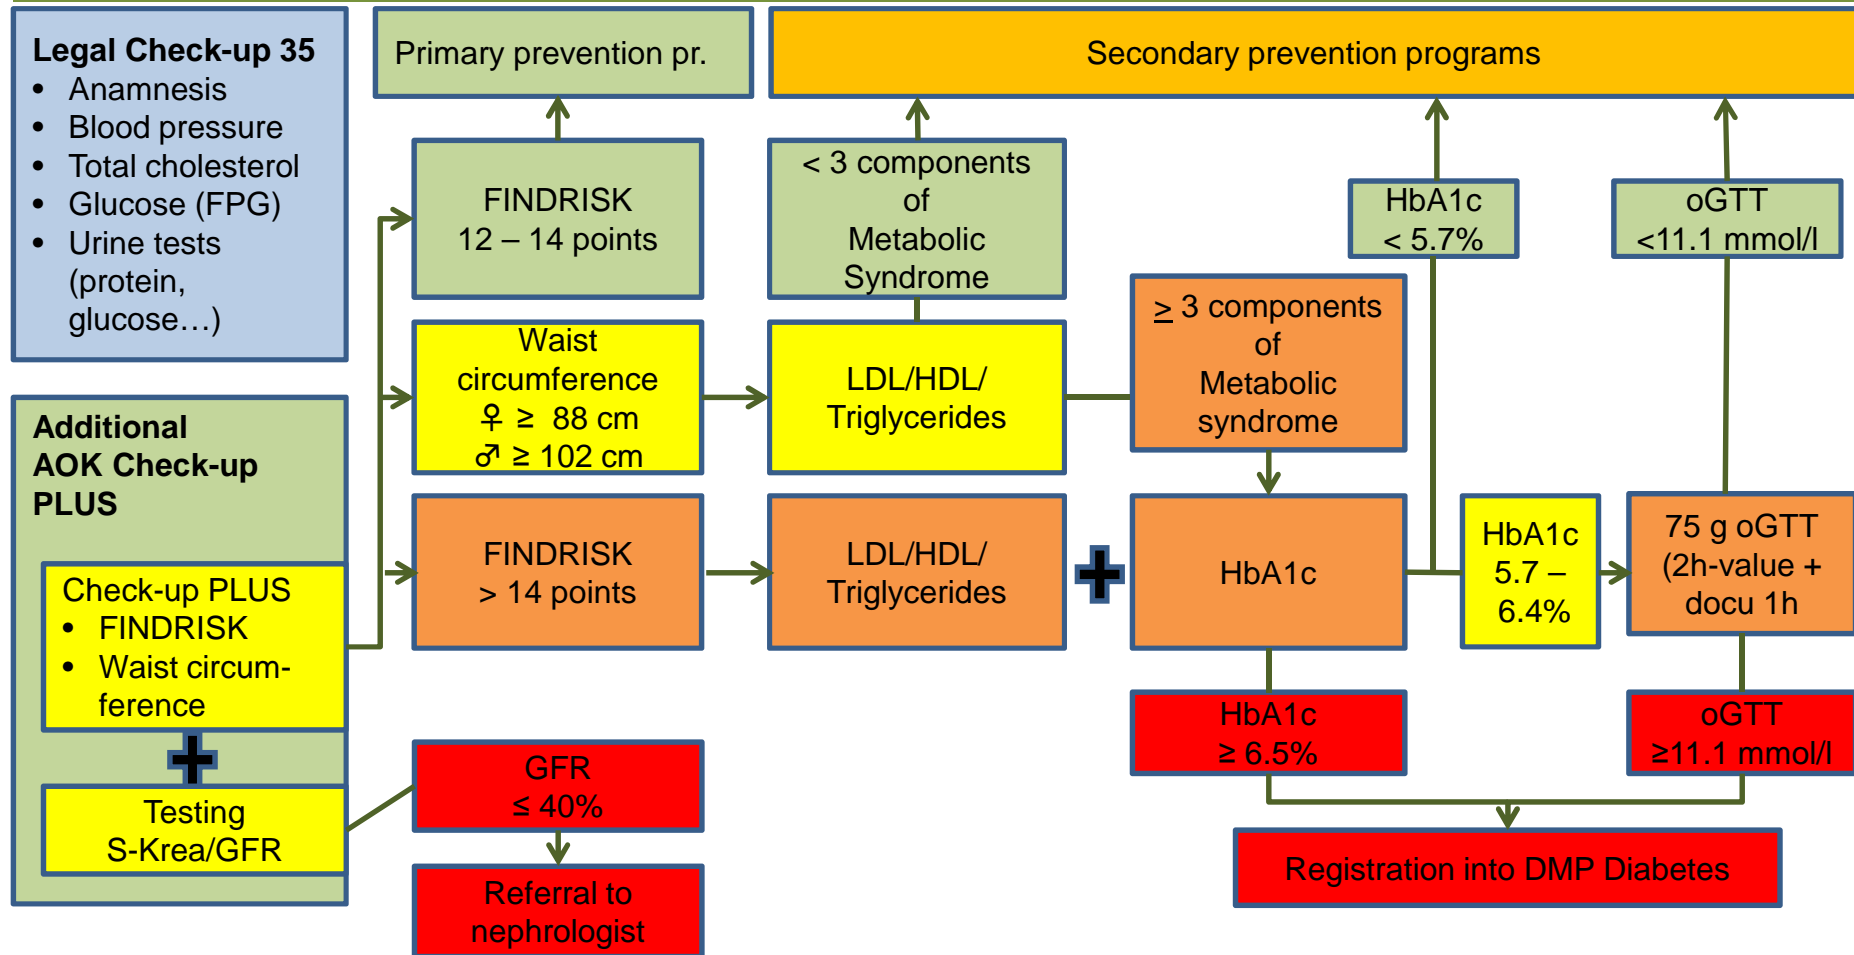 Legal Check-up 35
• Anamnesis
• Blood pressure
• Total cholesterol
• Glucose (FPG)
• Urine tests
(protein,
glucose…)
Additional
AOK Check-up
PLUS
Check-up PLUS
• FINDRISK
• Waist circum-
ference
Testing
S-Krea/GFR
Primary prevention pr.
FINDRISK
12 – 14 points
Waist
circumference
♀ ≥ 88 cm
♂ ≥ 102 cm
FINDRISK
> 14 points
GFR
≤ 40%
Referral to
nephrologist
Secondary prevention programs
< 3 components
of
Metabolic
Syndrome
LDL/HDL/
Triglycerides
LDL/HDL/
Triglycerides
≥ 3 components
of
Metabolic
syndrome
HbA1c
HbA1c
≥ 6.5%
HbA1c
< 5.7%
HbA1c
5.7 –
6.4%
oGTT
<11.1 mmol/l
75 g oGTT
(2h-value +
docu 1h
oGTT
≥11.1 mmol/l
Registration into DMP Diabetes